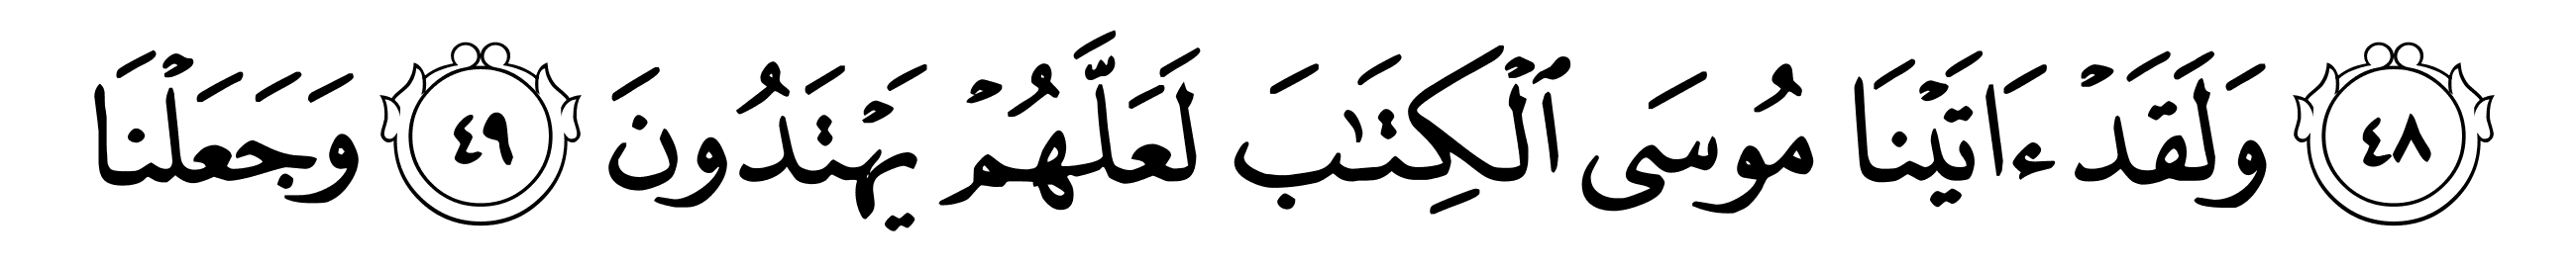 ٤٨ وَلَقَدْ ءَاتَيْنَا مُوسَى ٱلْكِتَـٰبَ لَعَلَّهُمْ يَهْتَدُونَ ٤٩ وَجَعَلْنَا